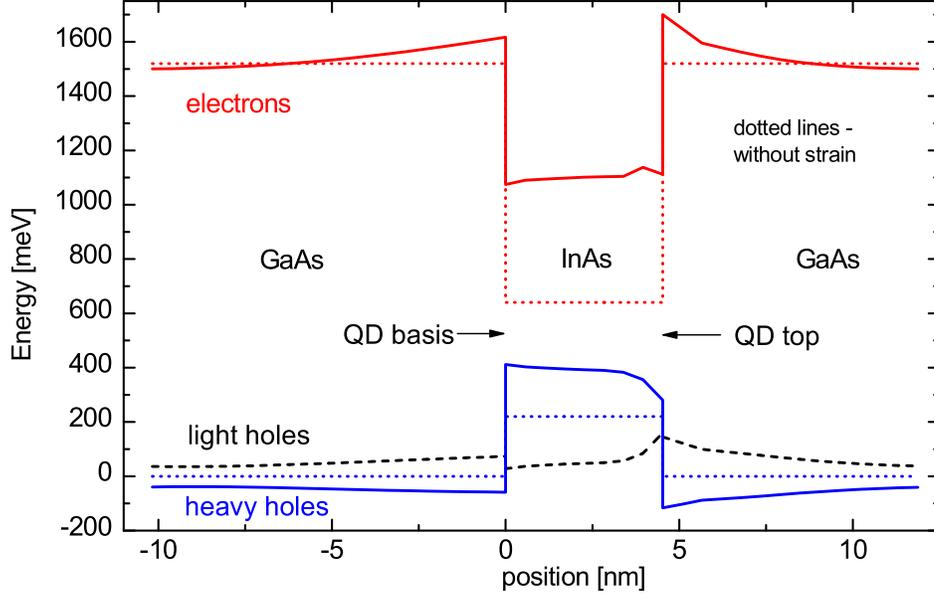 1600
1400
1200
1000
800
600
400
200
0
-200
Energy [meV]
electrons
dotted lines -
without strain
GaAs
InAs
GaAs
QD basis
QD top
light holes
heavy holes
-10
-5
0
5
10
position [nm]